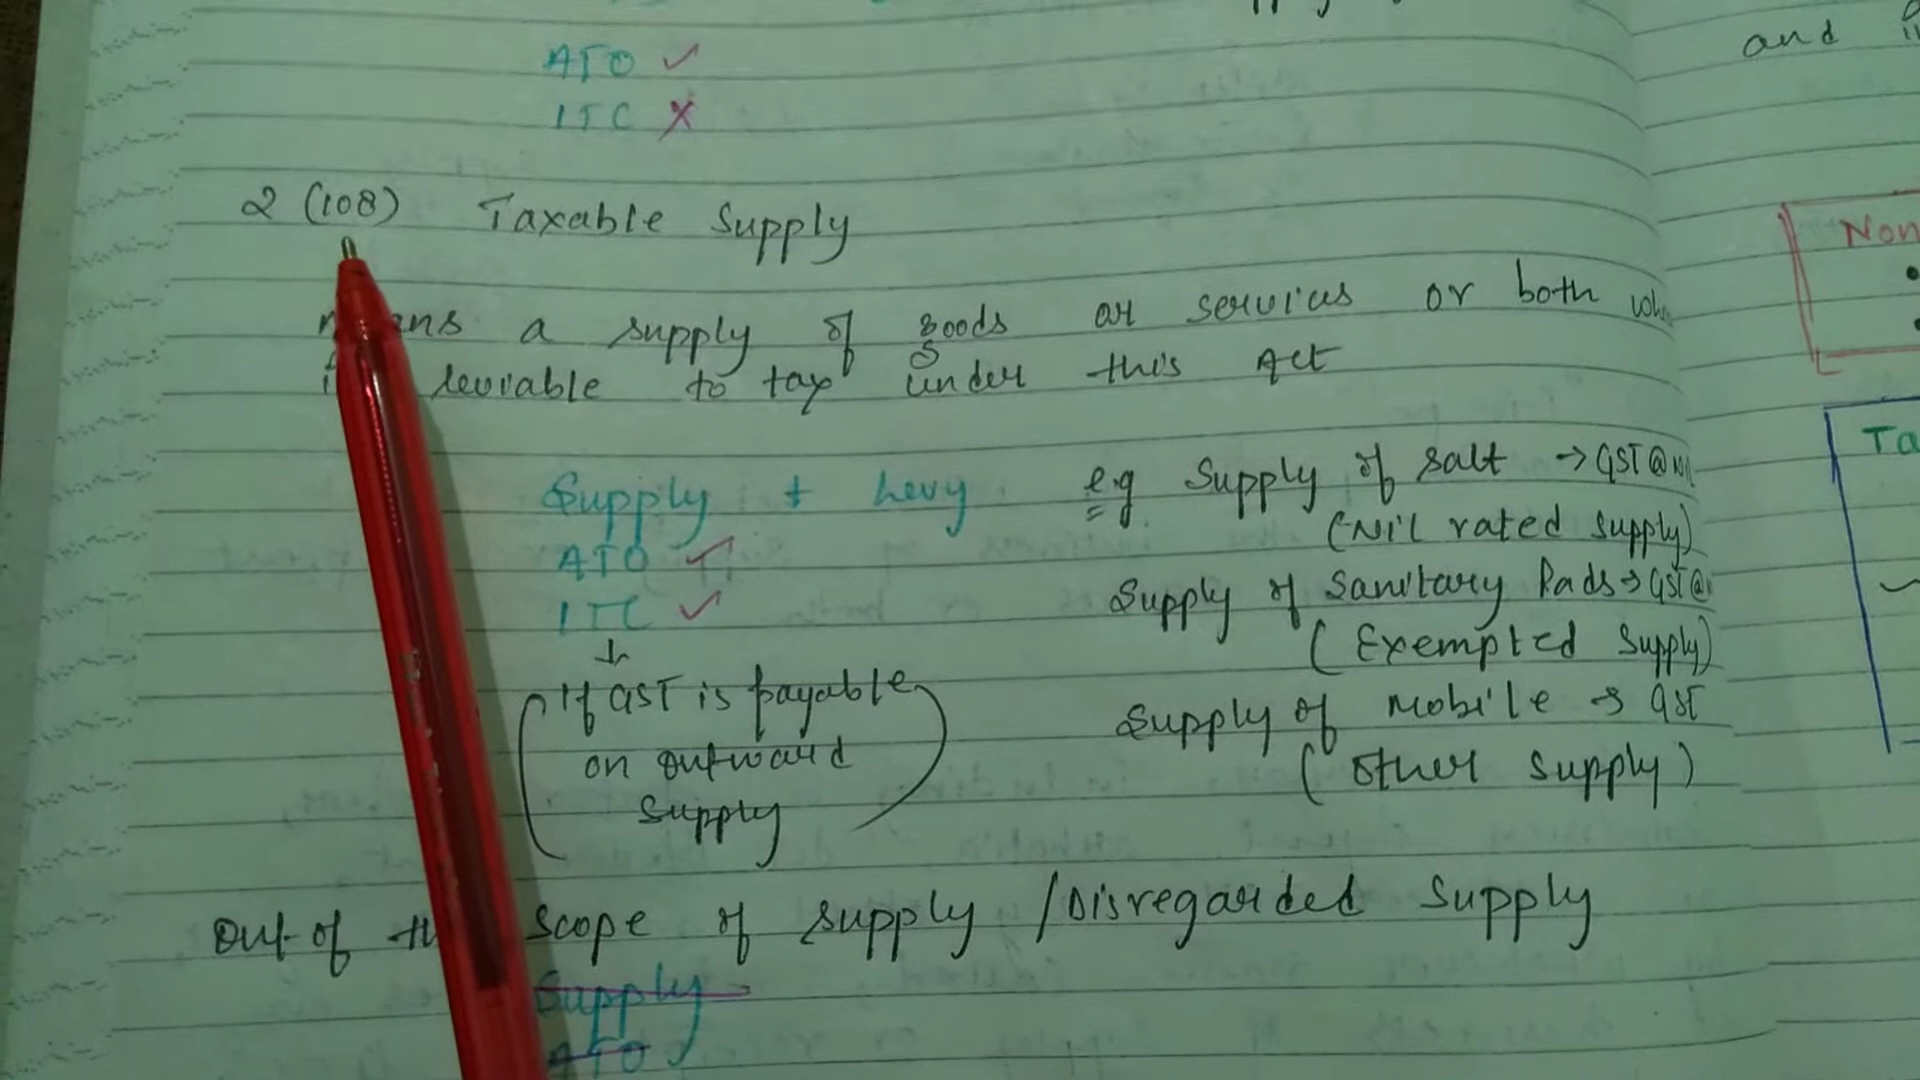 ATO ✓
ITC X
and
2 (108) Taxable Supply
a supply of goods or services or both
leviable to tax under this Act
Supply + Levy
ATO ✓
ITC ✓
(If GST is payable
on outward
supply)
e.g Supply of salt → GST@Nil
(Nil rated supply)
Supply of Sanitary Pads → GST@
(Exempted Supply)
Supply of Mobile → GST
(Other supply)
Out of scope of supply / Disregarded Supply
Supply
ATO
Non
Ta